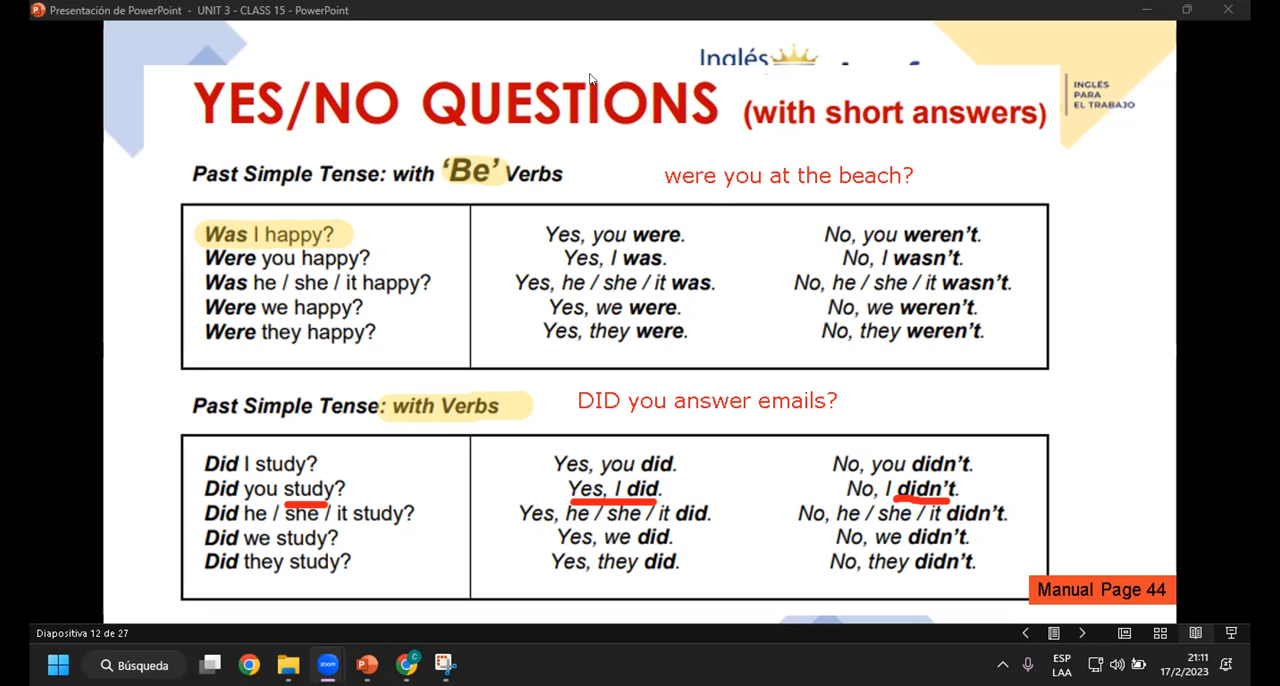 Presentación de PowerPoint - UNIT 3 - CLASS 15 - PowerPoint
Inglés
INGLÉS
PARA
EL TRABAJO
YES/NO QUESTIONS (with short answers)
Past Simple Tense: with ‘Be’ Verbs
were you at the beach?
Was I happy? Yes, you were. No, you weren’t.
Were you happy? Yes, I was. No, I wasn’t.
Was he / she / it happy? Yes, he / she / it was. No, he / she / it wasn’t.
Were we happy? Yes, we were. No, we weren’t.
Were they happy? Yes, they were. No, they weren’t.
Past Simple Tense: with Verbs
DID you answer emails?
Did I study? Yes, you did. No, you didn’t.
Did you study? Yes, I did. No, I didn’t.
Did he / she / it study? Yes, he / she / it did. No, he / she / it didn’t.
Did we study? Yes, we did. No, we didn’t.
Did they study? Yes, they did. No, they didn’t.
Manual Page 44
Diapositiva 12 de 27
Búsqueda
ESP
LAA
21:11
17/2/2023